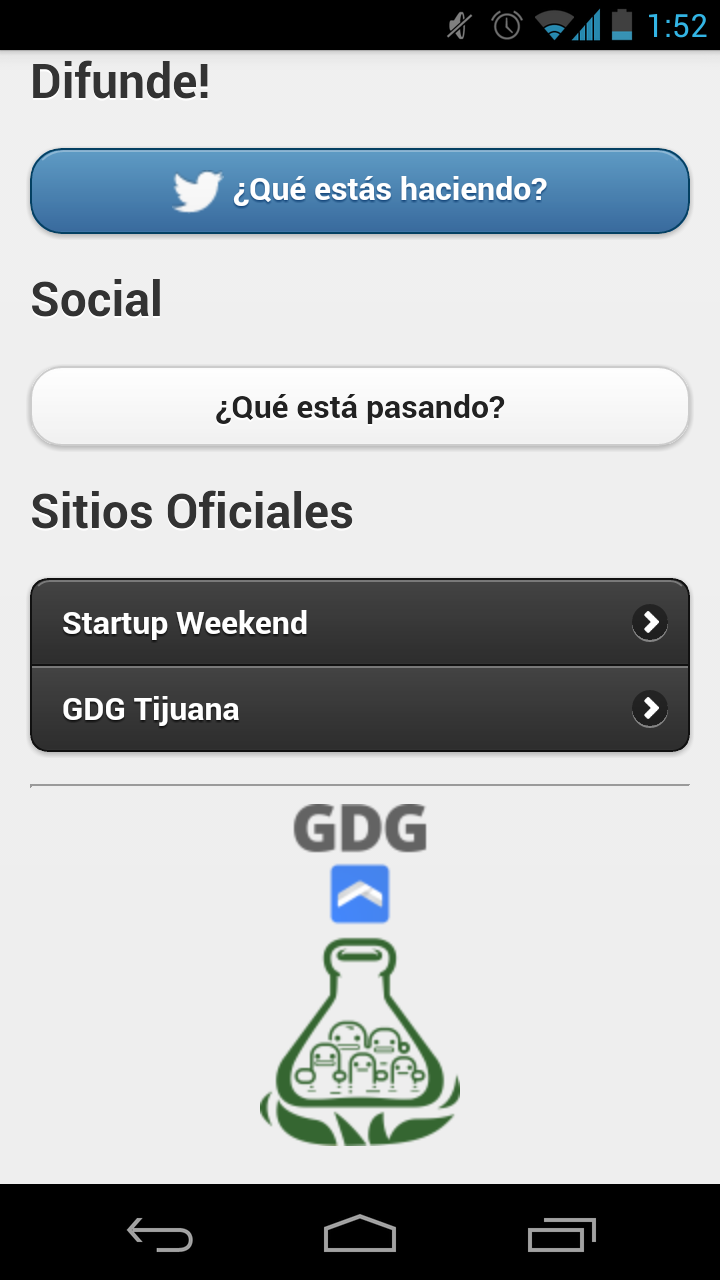 1:52
Difunde!
¿Qué estás haciendo?
Social
¿Qué está pasando?
Sitios Oficiales
Startup Weekend
GDG Tijuana
GDG